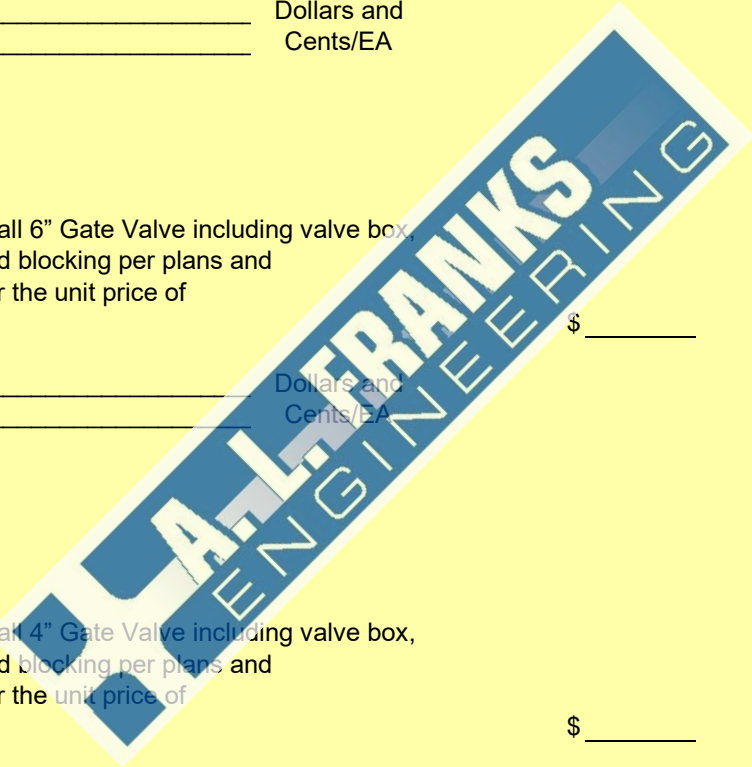 Dollars and
Cents/EA
all 6” Gate Valve including valve box,
d blocking per plans and
r the unit price of
$
Dollars and
Cents/EA
all 4” Gate Valve including valve box,
d blocking per plans and
r the unit price of
$
A.L. FRANKS
ENGINEERING